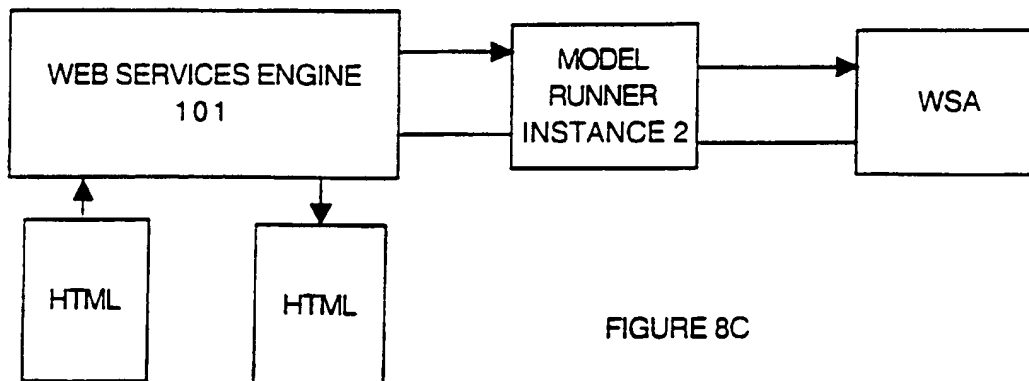 WEB SERVICES ENGINE
101
MODEL
RUNNER
INSTANCE 2
WSA
HTML
HTML
FIGURE 8C